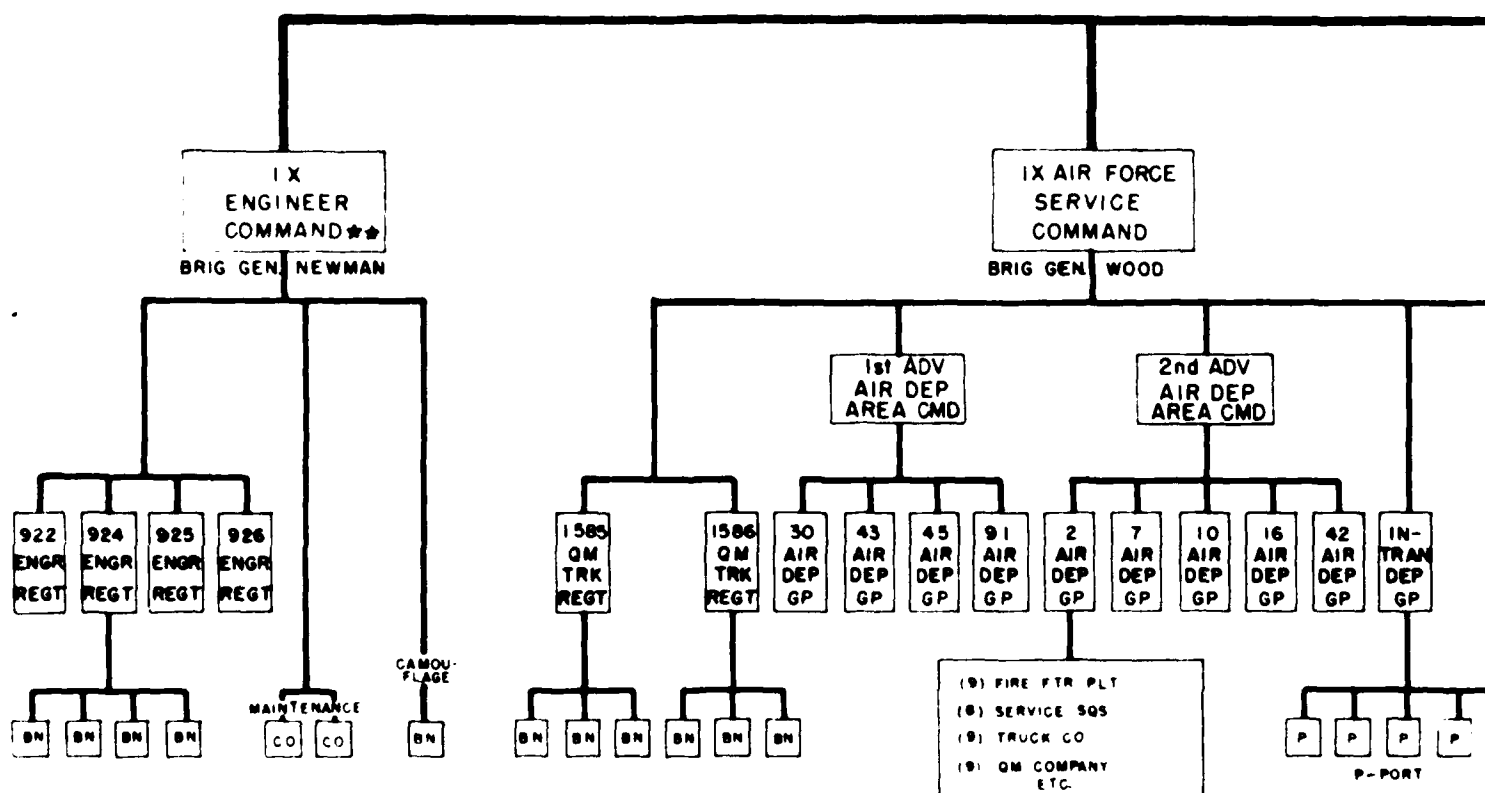 IX
ENGINEER
COMMAND**
BRIG GEN. NEWMAN
IX AIR FORCE
SERVICE
COMMAND
BRIG GEN. WOOD
1st ADV
AIR DEP
AREA CMD
2nd ADV
AIR DEP
AREA CMD
922
ENGR
REGT
924
ENGR
REGT
925
ENGR
REGT
926
ENGR
REGT
1585
QM
TRK
REGT
1586
QM
TRK
REGT
30
AIR
DEP
GP
43
AIR
DEP
GP
45
AIR
DEP
GP
91
AIR
DEP
GP
2
AIR
DEP
GP
7
AIR
DEP
GP
10
AIR
DEP
GP
16
AIR
DEP
GP
42
AIR
DEP
GP
IN-
TRAN
DEP
GP
BN
BN
BN
BN
MAINTENANCE
CO
CO
CAMOU-
FLAGE
BN
BN
BN
BN
BN
BN
BN
(9) FIRE FTR PLT
SERVICE SQS
(9) TRUCK CO
(9) QM COMPANY
ETC.
P
P
P
P
P-PORT